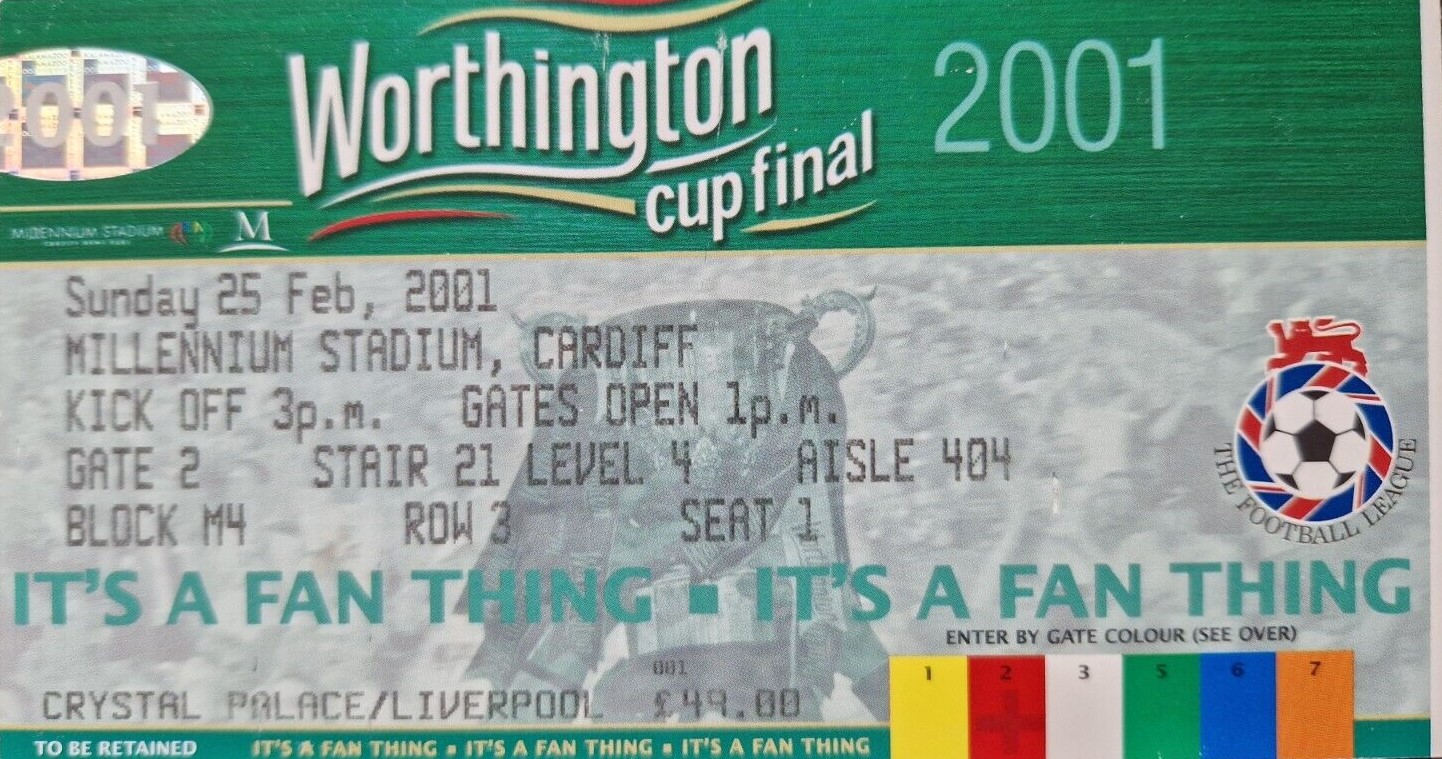 Worthington
cup final
2001
2001
MILLENNIUM STADIUM
M
Sunday 25 Feb, 2001
MILLENNIUM STADIUM, CARDIFF
KICK OFF 3p.m. GATES OPEN 1p.m.
GATE 2 STAIR 21 LEVEL 4 AISLE 404
BLOCK M4 ROW 3 SEAT 1
THE FOOTBALL LEAGUE
IT'S A FAN THING ▪ IT'S A FAN THING
ENTER BY GATE COLOUR (SEE OVER)
1 2 3 5 6 7
001
CRYSTAL PALACE/LIVERPOOL £49.00
TO BE RETAINED IT'S A FAN THING ▪ IT'S A FAN THING ▪ IT'S A FAN THING